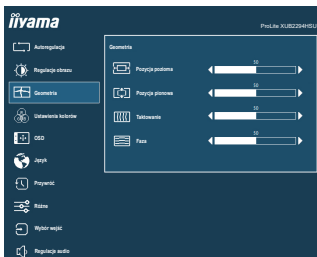 iiyama
ProLite XUB2294HSU
Autoregulacja
Regulacja obrazu
Geometria
Ustawienia kolorów
OSD
Język
Przywróć
Różne
Wybór wejść
Regulacja audio
Geometria
Pozycja pozioma
50
Pozycja pionowa
50
Taktowanie
50
Faza
50